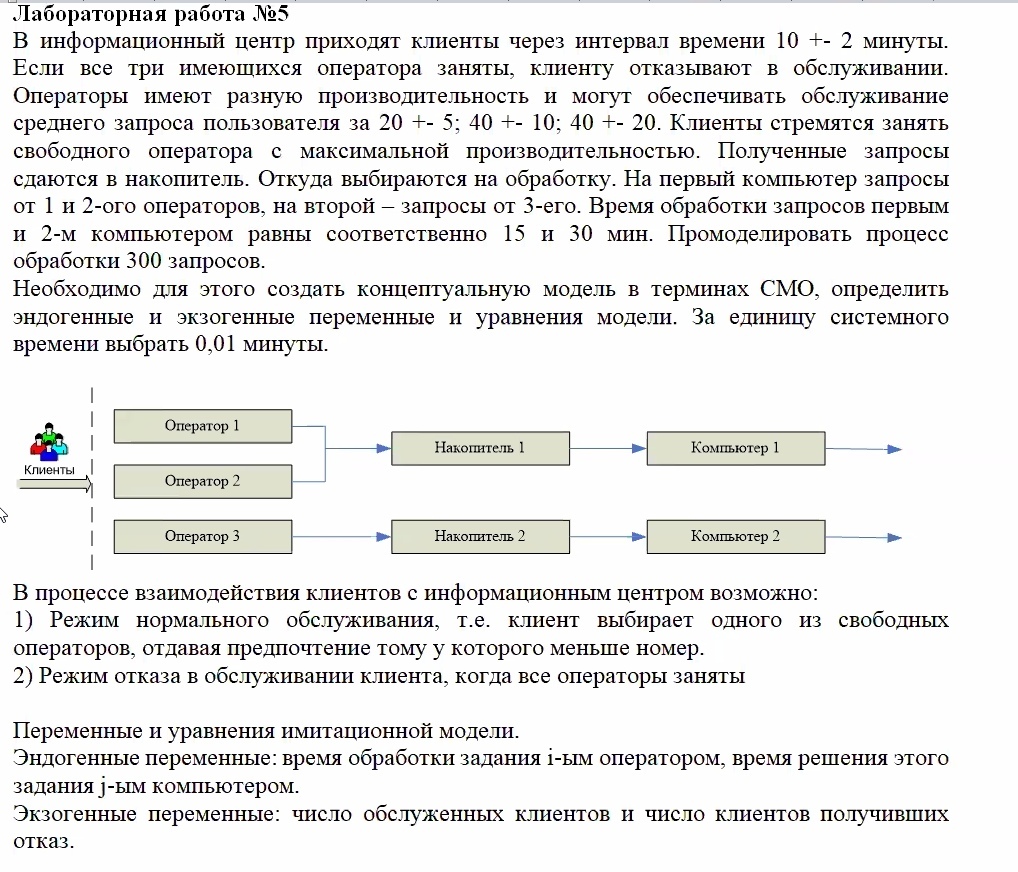 Лабораторная работа №5
В информационный центр приходят клиенты через интервал времени 10 +- 2 минуты.
Если все три имеющихся оператора заняты, клиенту отказывают в обслуживании.
Операторы имеют разную производительность и могут обеспечивать обслуживание
среднего запроса пользователя за 20 +- 5; 40 +- 10; 40 +- 20. Клиенты стремятся занять
свободного оператора с максимальной производительностью. Полученные запросы
сдаются в накопитель. Откуда выбираются на обработку. На первый компьютер запросы
от 1 и 2-ого операторов, на второй – запросы от 3-его. Время обработки запросов первым
и 2-м компьютером равны соответственно 15 и 30 мин. Промоделировать процесс
обработки 300 запросов.
Необходимо для этого создать концептуальную модель в терминах СМО, определить
эндогенные и экзогенные переменные и уравнения модели. За единицу системного
времени выбрать 0,01 минуты.
Клиенты
Оператор 1
Оператор 2
Оператор 3
Накопитель 1
Накопитель 2
Компьютер 1
Компьютер 2
В процессе взаимодействия клиентов с информационным центром возможно:
1) Режим нормального обслуживания, т.е. клиент выбирает одного из свободных
операторов, отдавая предпочтение тому у которого меньше номер.
2) Режим отказа в обслуживании клиента, когда все операторы заняты
Переменные и уравнения имитационной модели.
Эндогенные переменные: время обработки задания i-ым оператором, время решения этого
задания j-ым компьютером.
Экзогенные переменные: число обслуженных клиентов и число клиентов получивших
отказ.